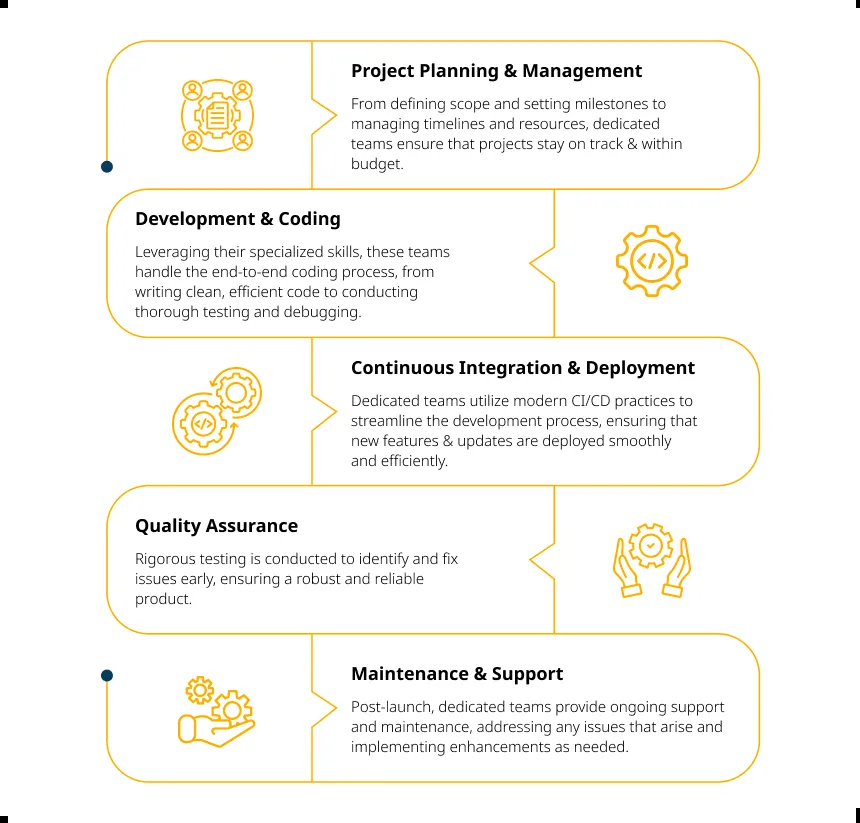 Project Planning & Management
From defining scope and setting milestones to
managing timelines and resources, dedicated
teams ensure that projects stay on track & within
budget.
Development & Coding
Leveraging their specialized skills, these teams
handle the end-to-end coding process, from
writing clean, efficient code to conducting
thorough testing and debugging.
Continuous Integration & Deployment
Dedicated teams utilize modern CI/CD practices to
streamline the development process, ensuring that
new features & updates are deployed smoothly
and efficiently.
Quality Assurance
Rigorous testing is conducted to identify and fix
issues early, ensuring a robust and reliable
product.
Maintenance & Support
Post-launch, dedicated teams provide ongoing support
and maintenance, addressing any issues that arise and
implementing enhancements as needed.